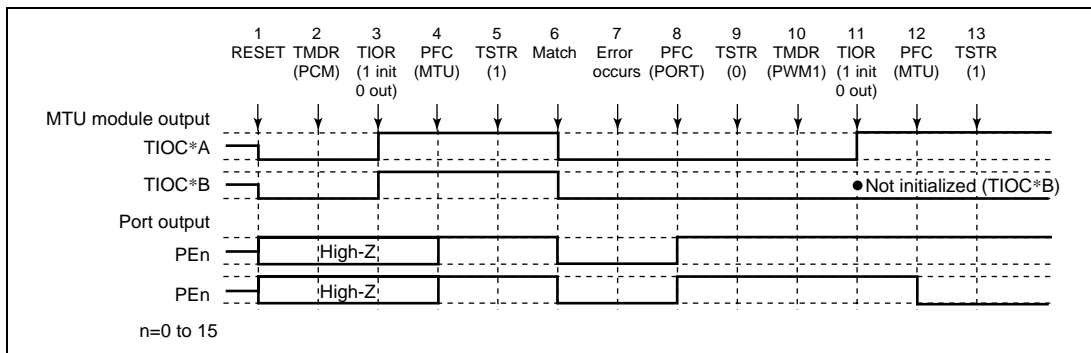 1 2 3 4 5 6 7 8 9 10 11 12 13
RESET TMDR TIOR PFC TSTR Match Error PFC TSTR TMDR TIOR PFC TSTR
(PCM) (1 init (MTU) (1) occurs (PORT) (0) (PWM1) (1 init (MTU) (1)
0 out) 0 out)
MTU module output
TIOC*A
TIOC*B
● Not initialized (TIOC*B)
Port output
PEn
High-Z
PEn
High-Z
n=0 to 15